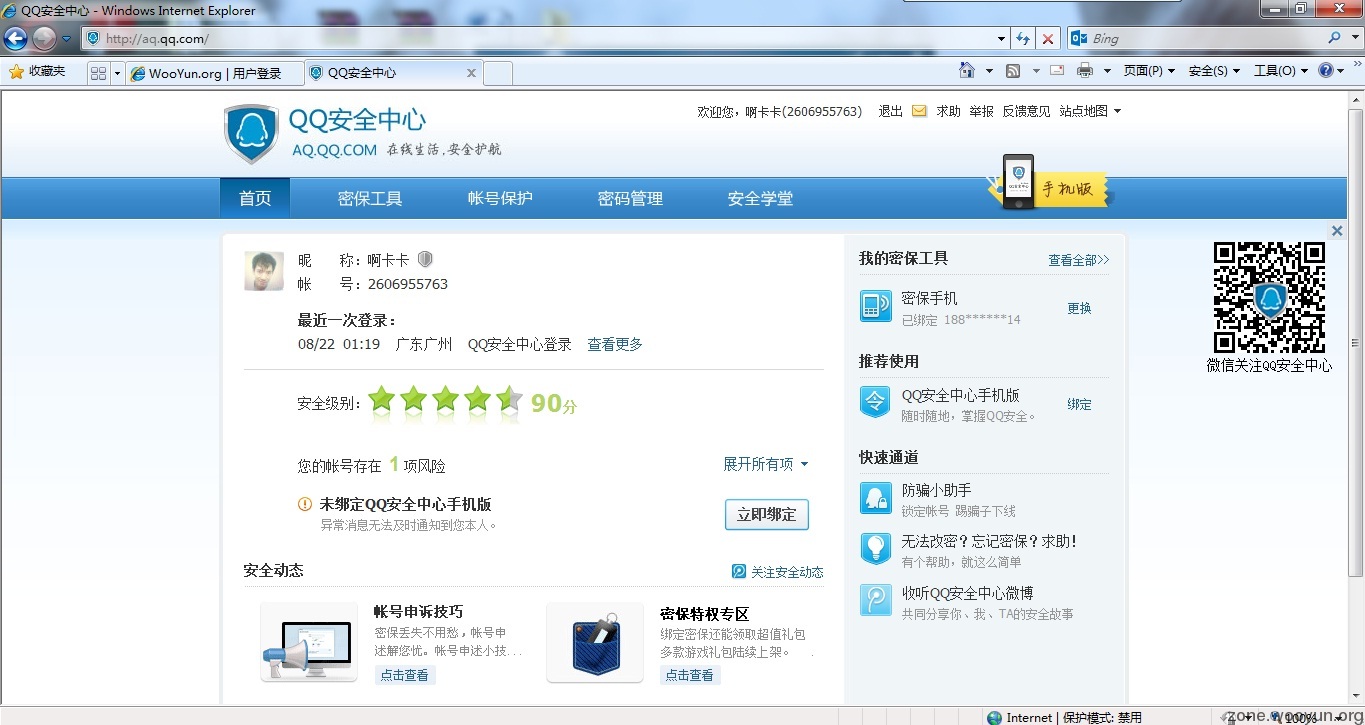 QQ安全中心 - Windows Internet Explorer
http://aq.qq.com/
Bing
收藏夹
WooYun.org | 用户登录
QQ安全中心
页面(P)
安全(S)
工具(O)
QQ安全中心
AQ.QQ.COM 在线生活,安全护航
欢迎您，啊卡卡(2606955763) 退出 求助 举报 反馈意见 站点地图
首页 密保工具 帐号保护 密码管理 安全学堂
手机版
昵 称：啊卡卡
帐 号：2606955763
最近一次登录：
08/22 01:19 广东广州 QQ安全中心登录 查看更多
安全级别： 90分
您的帐号存在 1 项风险 展开所有项
未绑定QQ安全中心手机版
异常消息无法及时通知到您本人。
立即绑定
安全动态 关注安全动态
帐号申诉技巧
密保丢失不用愁，帐号申
述解您忧。帐号申述小技...
点击查看
密保特权专区
绑定密保还能领取超值礼包
多款游戏礼包陆续上架。 .
点击查看
我的密保工具 查看全部>>
密保手机
已绑定 188******14
更换
推荐使用
QQ安全中心手机版
随时随地，掌握QQ安全。
绑定
快速通道
防骗小助手
锁定帐号 踢骗子下线
无法改密？忘记密保？求助！
有个帮助，就这么简单
收听QQ安全中心微博
共同分享你、我、TA的安全故事
微信关注QQ安全中心
Internet | 保护模式: 禁用
100%
zone.wooyun.org